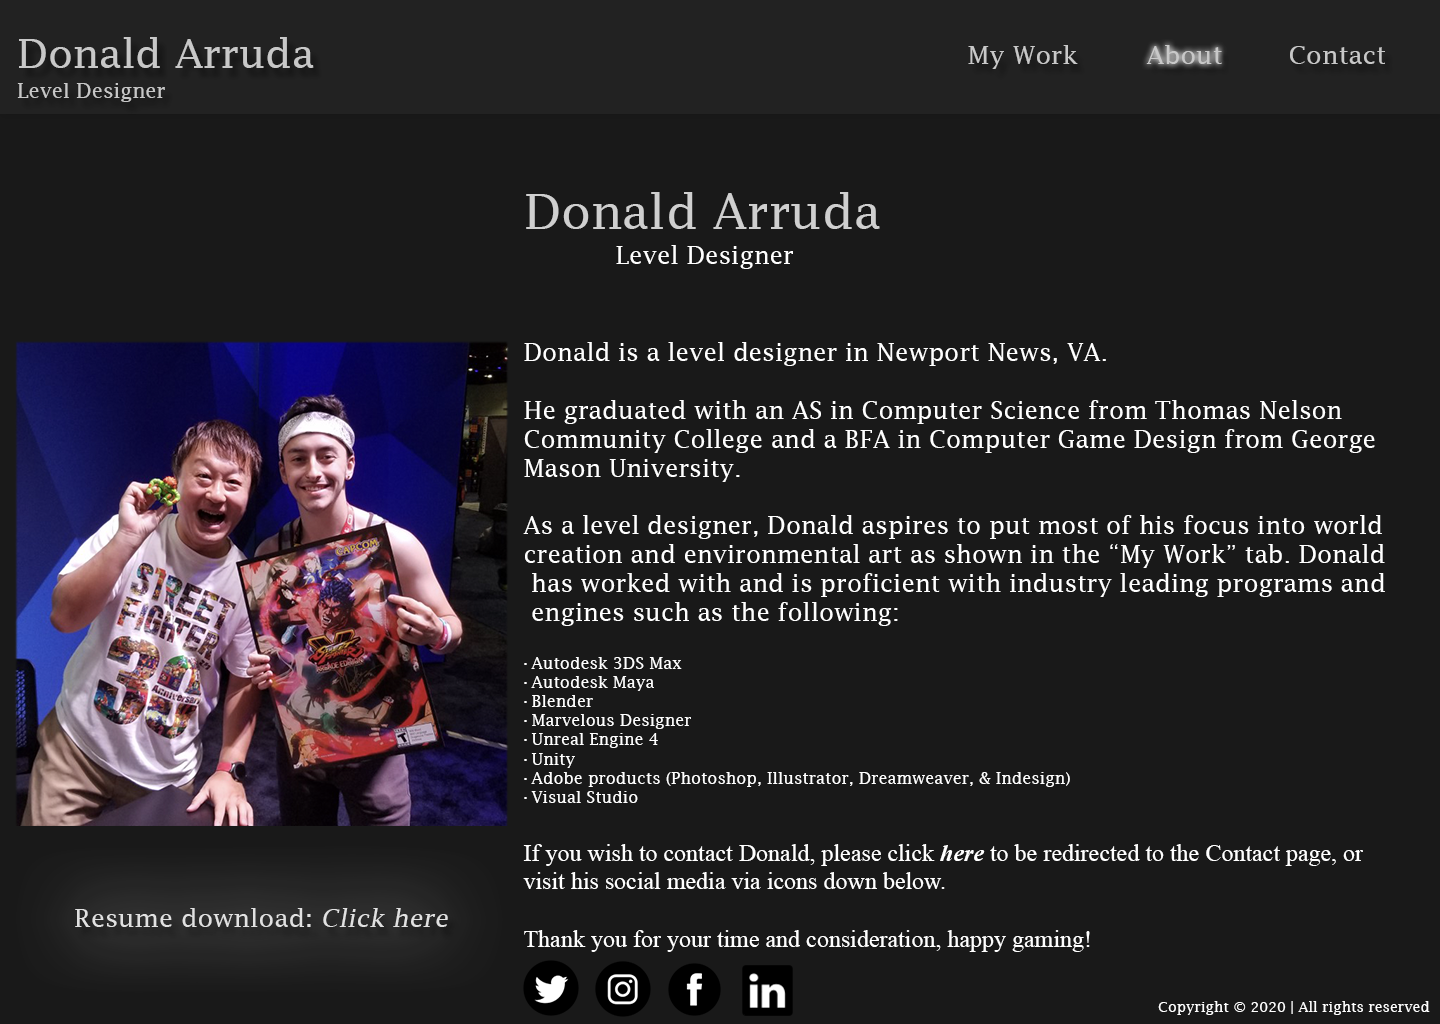 Donald Arruda
Level Designer
My Work
About
Contact
Donald Arruda
Level Designer
Donald is a level designer in Newport News, VA.
He graduated with an AS in Computer Science from Thomas Nelson
Community College and a BFA in Computer Game Design from George
Mason University.
As a level designer, Donald aspires to put most of his focus into world
creation and environmental art as shown in the “My Work” tab. Donald
has worked with and is proficient with industry leading programs and
engines such as the following:
· Autodesk 3DS Max
· Autodesk Maya
· Blender
· Marvelous Designer
· Unreal Engine 4
· Unity
· Adobe products (Photoshop, Illustrator, Dreamweaver, & Indesign)
· Visual Studio
If you wish to contact Donald, please click here to be redirected to the Contact page, or
visit his social media via icons down below.
Thank you for your time and consideration, happy gaming!
STREET
FIGHTER
30
Anniversary
CAPCOM
STREET FIGHTER
V
ARCADE EDITION
T
Resume download: Click here
f
in
Copyright © 2020 | All rights reserved